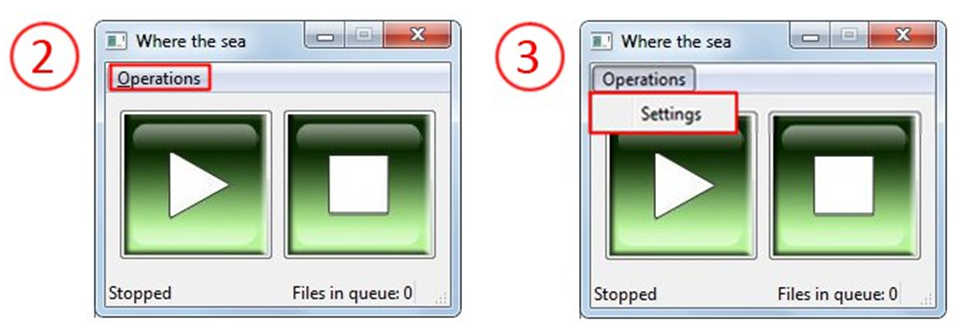 2
Where the sea
Operations
Stopped
Files in queue: 0
3
Where the sea
Operations
Settings
Stopped
Files in queue: 0